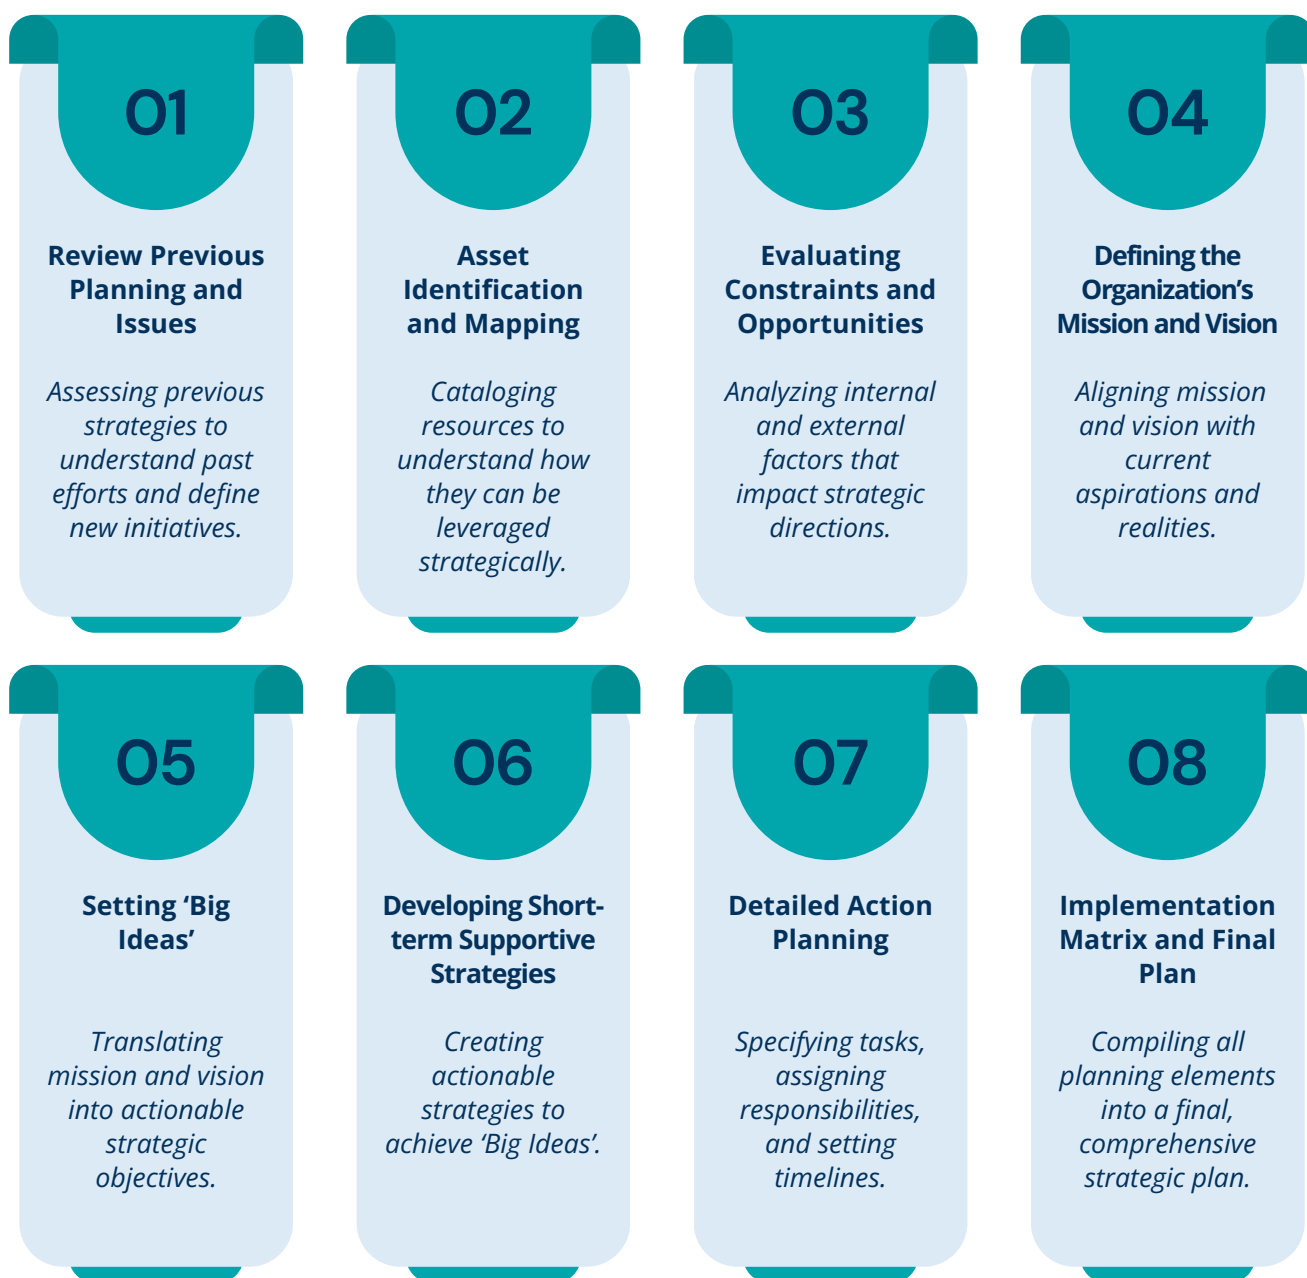 01
Review Previous
Planning and
Issues
Assessing previous
strategies to
understand past
efforts and define
new initiatives.
02
Asset
Identification
and Mapping
Cataloging
resources to
understand how
they can be
leveraged
strategically.
03
Evaluating
Constraints and
Opportunities
Analyzing internal
and external
factors that
impact strategic
directions.
04
Defining the
Organization’s
Mission and Vision
Aligning mission
and vision with
current
aspirations and
realities.
05
Setting ‘Big
Ideas’
Translating
mission and vision
into actionable
strategic
objectives.
06
Developing Short-
term Supportive
Strategies
Creating
actionable
strategies to
achieve ‘Big Ideas’.
07
Detailed Action
Planning
Specifying tasks,
assigning
responsibilities,
and setting
timelines.
08
Implementation
Matrix and Final
Plan
Compiling all
planning elements
into a final,
comprehensive
strategic plan.